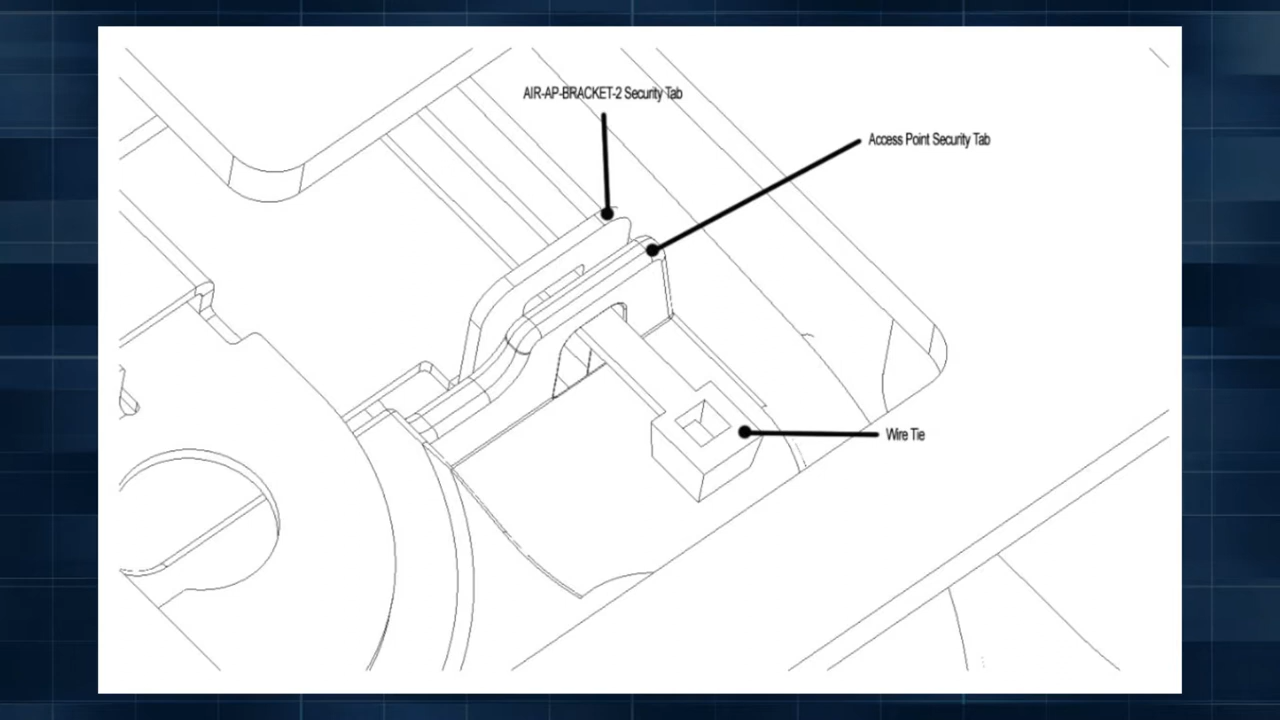 AIR-AP-BRACKET-2 Security Tab
Access Point Security Tab
Wire Tie